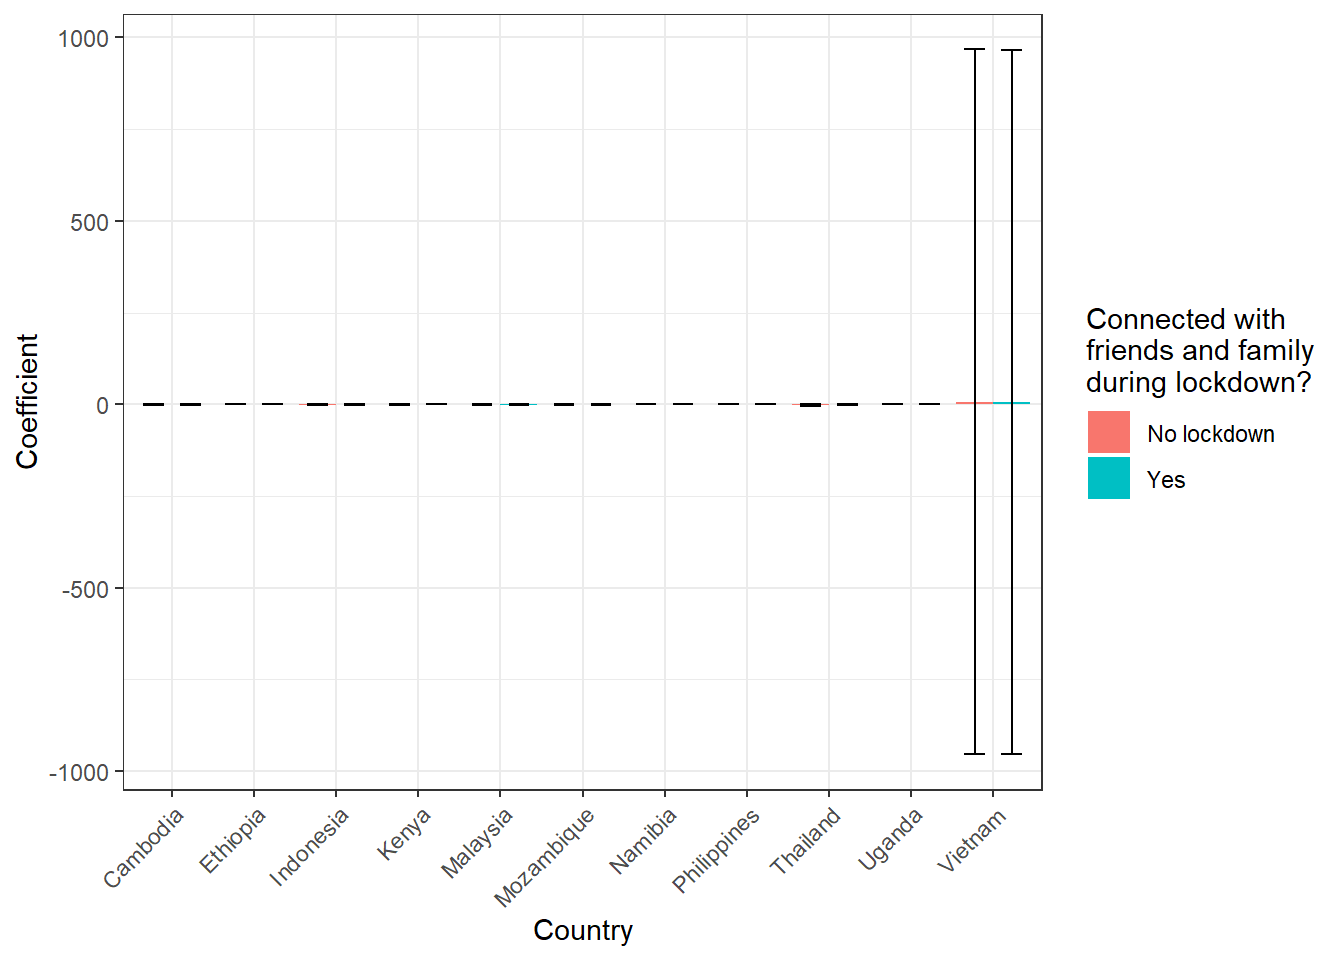 1000
500
0
-500
-1000
Coefficient
Cambodia
Ethiopia
Indonesia
Kenya
Malaysia
Mozambique
Namibia
Philippines
Thailand
Uganda
Vietnam
Country
Connected with
friends and family
during lockdown?
No lockdown
Yes